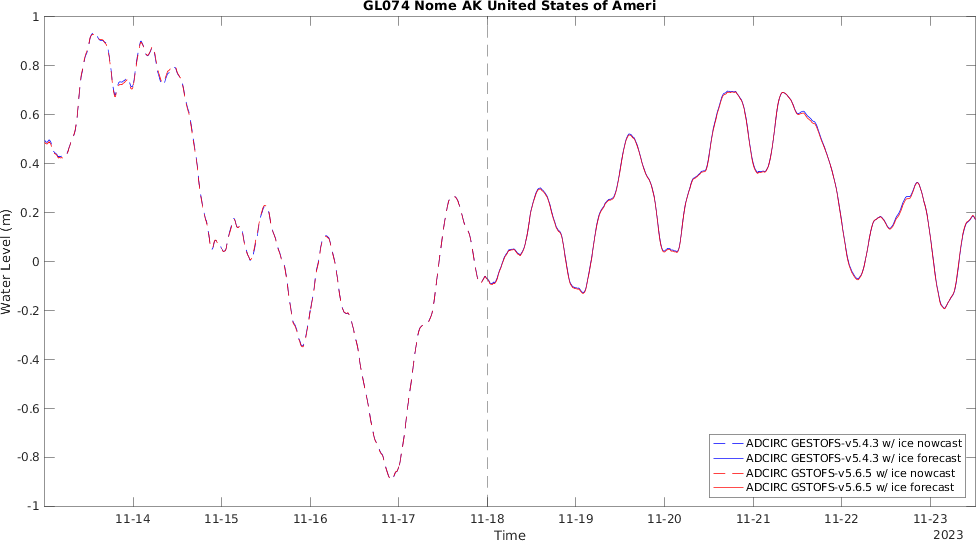 GL074 Nome AK United States of Ameri
1
0.8
0.6
0.4
0.2
0
-0.2
-0.4
-0.6
-0.8
-1
Water Level (m)
ADCIRC GESTOFS-v5.4.3 w/ ice nowcast
ADCIRC GESTOFS-v5.4.3 w/ ice forecast
ADCIRC GSTOFS-v5.6.5 w/ ice nowcast
ADCIRC GSTOFS-v5.6.5 w/ ice forecast
11-14 11-15 11-16 11-17 11-18 11-19 11-20 11-21 11-22 11-23
Time
2023